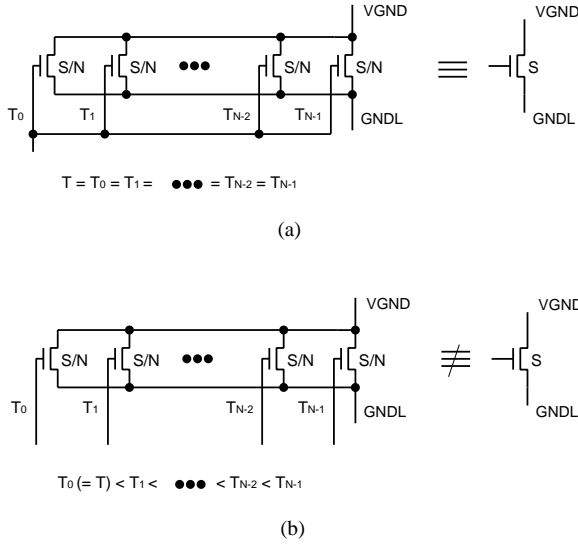 VGND
VGND
S/N S/N ●●● S/N S/N S
T0 T1 TN-2 TN-1
GNDL
GNDL
T = T0 = T1 = ●●● = TN-2 = TN-1
(a)
VGND
VGND
S/N S/N ●●● S/N S/N S
T0 T1 TN-2 TN-1
GNDL
GNDL
T0 (= T) < T1 < ●●● < TN-2 < TN-1
(b)